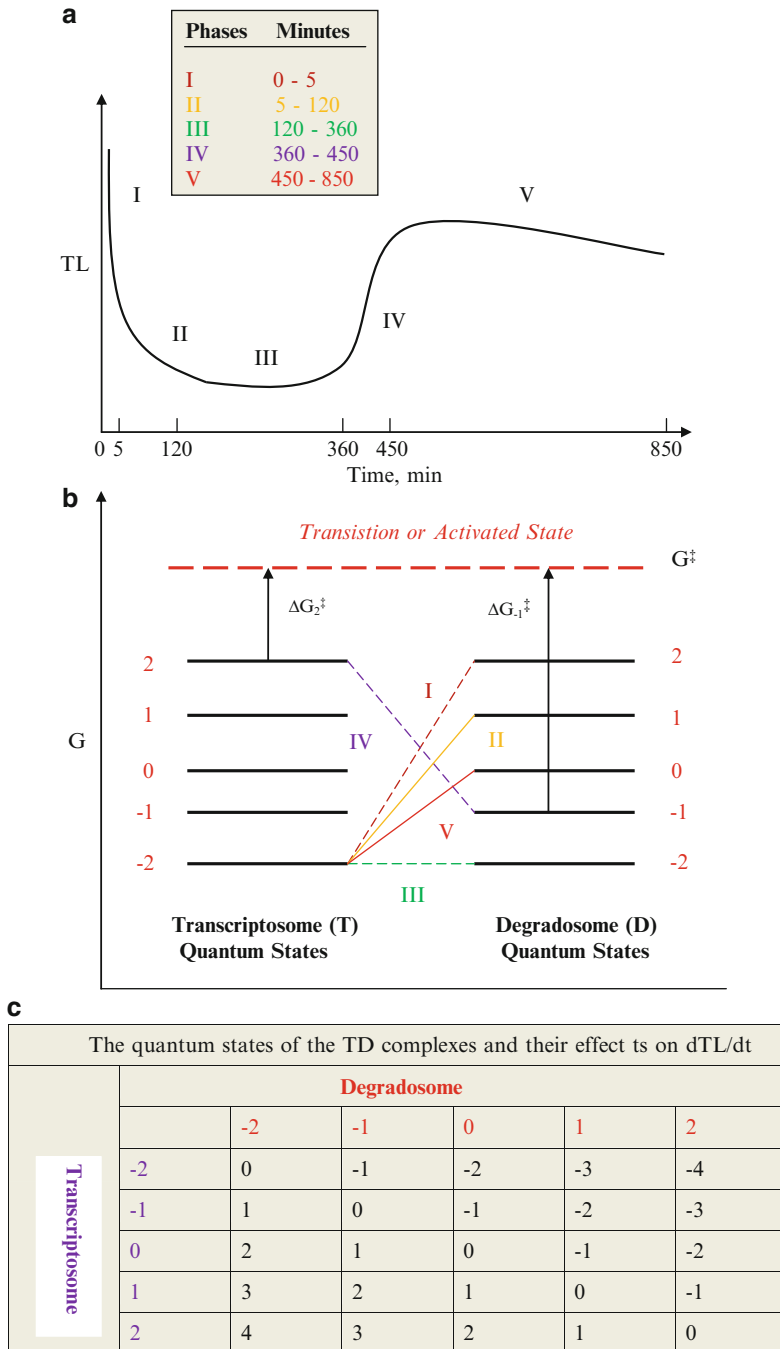 a
Phases Minutes
I 0 - 5
II 5 - 120
III 120 - 360
IV 360 - 450
V 450 - 850
I
V
TL
IV
II
III
0 5 120 360 450 850
Time, min
b
Transistion or Activated State
G‡
ΔG2‡
ΔG-1‡
2 2
I
1 1
IV II
G
0 0
-1 -1
V
-2 -2
III
Transcriptosome (T) Degradosome (D)
Quantum States Quantum States
c
The quantum states of the TD complexes and their effect ts on dTL/dt
Degradosome
-2 -1 0 1 2
Transcriptosome
-2 0 -1 -2 -3 -4
-1 1 0 -1 -2 -3
0 2 1 0 -1 -2
1 3 2 1 0 -1
2 4 3 2 1 0